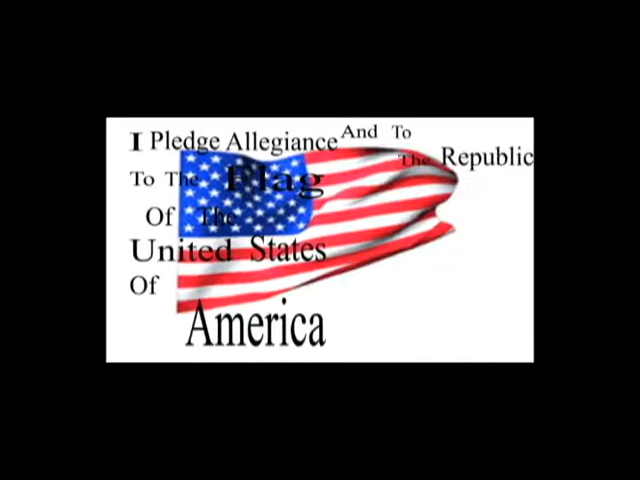 I Pledge Allegiance
To The Flag
Of The
United States
Of
America
And To
The Republic